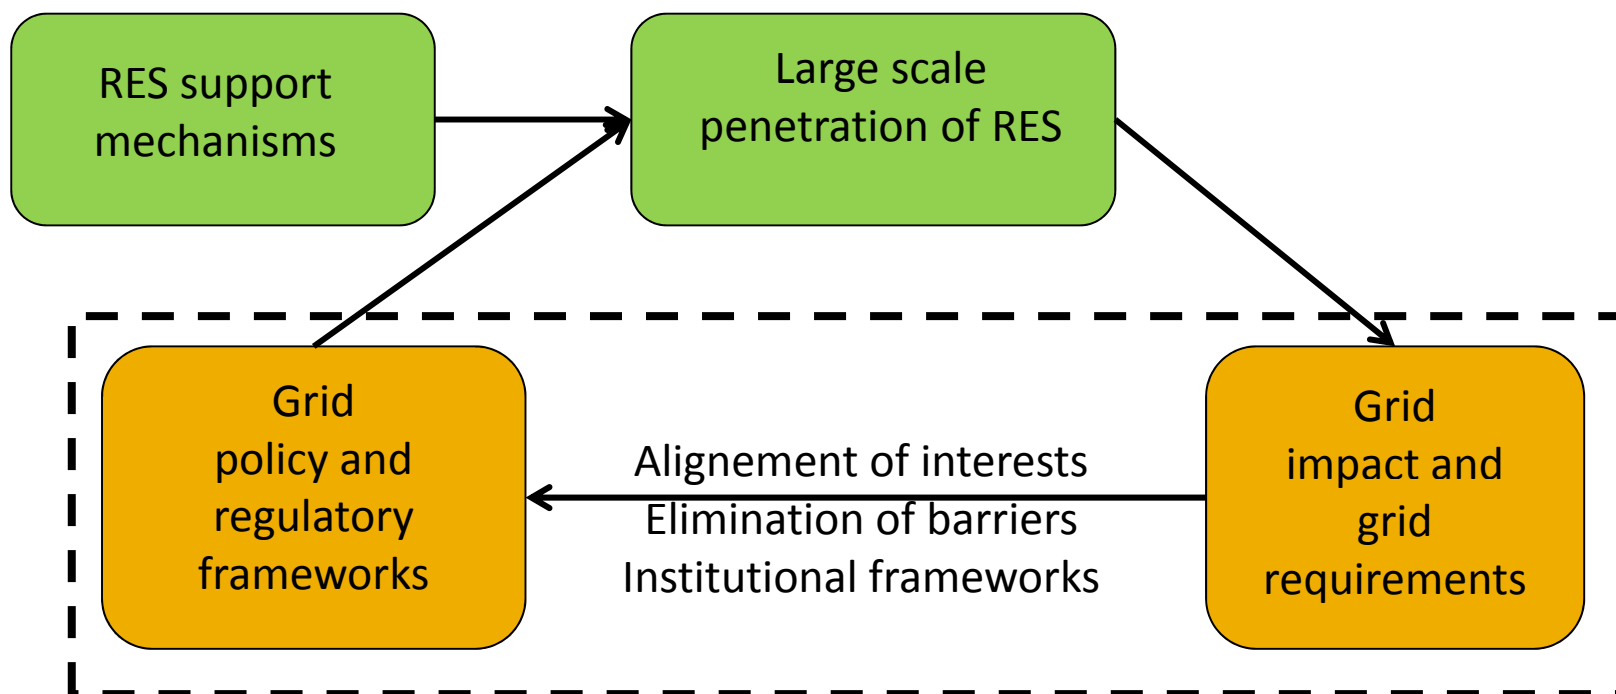 RES support
mechanisms
Large scale
penetration of RES
Grid
policy and
regulatory
frameworks
Alignement of interests
Elimination of barriers
Institutional frameworks
Grid
impact and
grid
requirements